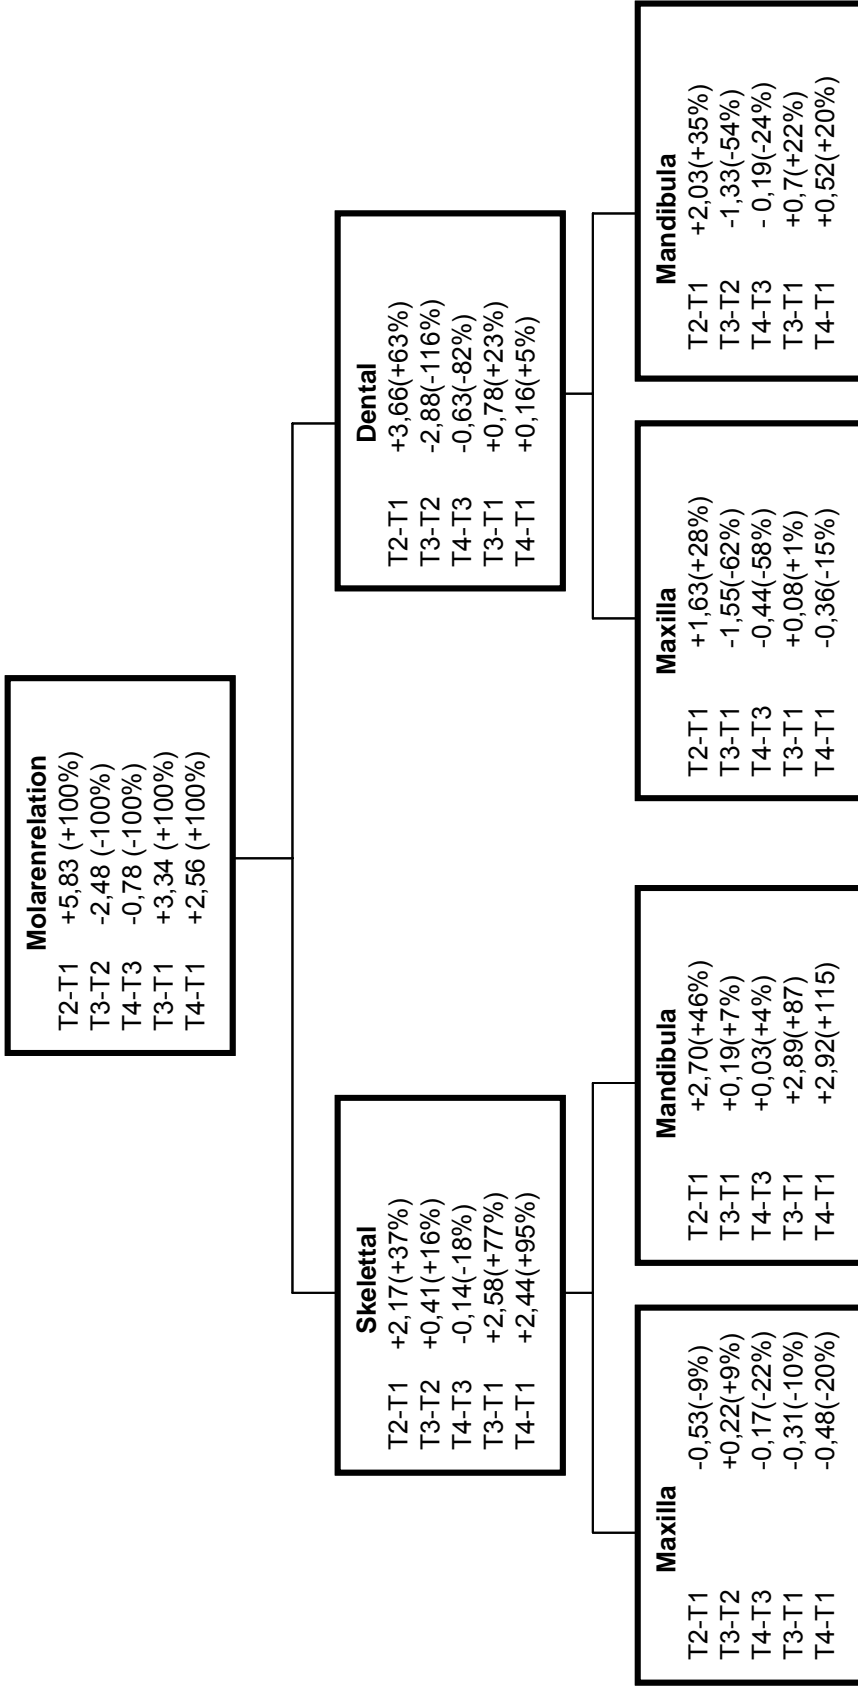 Molarenrelation
T2-T1 +5,83 (+100%)
T3-T2 -2,48 (-100%)
T4-T3 -0,78 (-100%)
T3-T1 +3,34 (+100%)
T4-T1 +2,56 (+100%)
Skelettal
T2-T1 +2,17(+37%)
T3-T2 +0,41(+16%)
T4-T3 -0,14(-18%)
T3-T1 +2,58(+77%)
T4-T1 +2,44(+95%)
Dental
T2-T1 +3,66(+63%)
T3-T2 -2,88(-116%)
T4-T3 -0,63(-82%)
T3-T1 +0,78(+23%)
T4-T1 +0,16(+5%)
Maxilla
T2-T1 -0,53(-9%)
T3-T2 +0,22(+9%)
T4-T3 -0,17(-22%)
T3-T1 -0,31(-10%)
T4-T1 -0,48(-20%)
Mandibula
T2-T1 +2,70(+46%)
T3-T1 +0,19(+7%)
T4-T3 +0,03(+4%)
T3-T1 +2,89(+87)
T4-T1 +2,92(+115)
Maxilla
T2-T1 +1,63(+28%)
T3-T1 -1,55(-62%)
T4-T3 -0,44(-58%)
T3-T1 +0,08(+1%)
T4-T1 -0,36(-15%)
Mandibula
T2-T1 +2,03(+35%)
T3-T2 -1,33(-54%)
T4-T3 - 0,19(-24%)
T3-T1 +0,7(+22%)
T4-T1 +0,52(+20%)